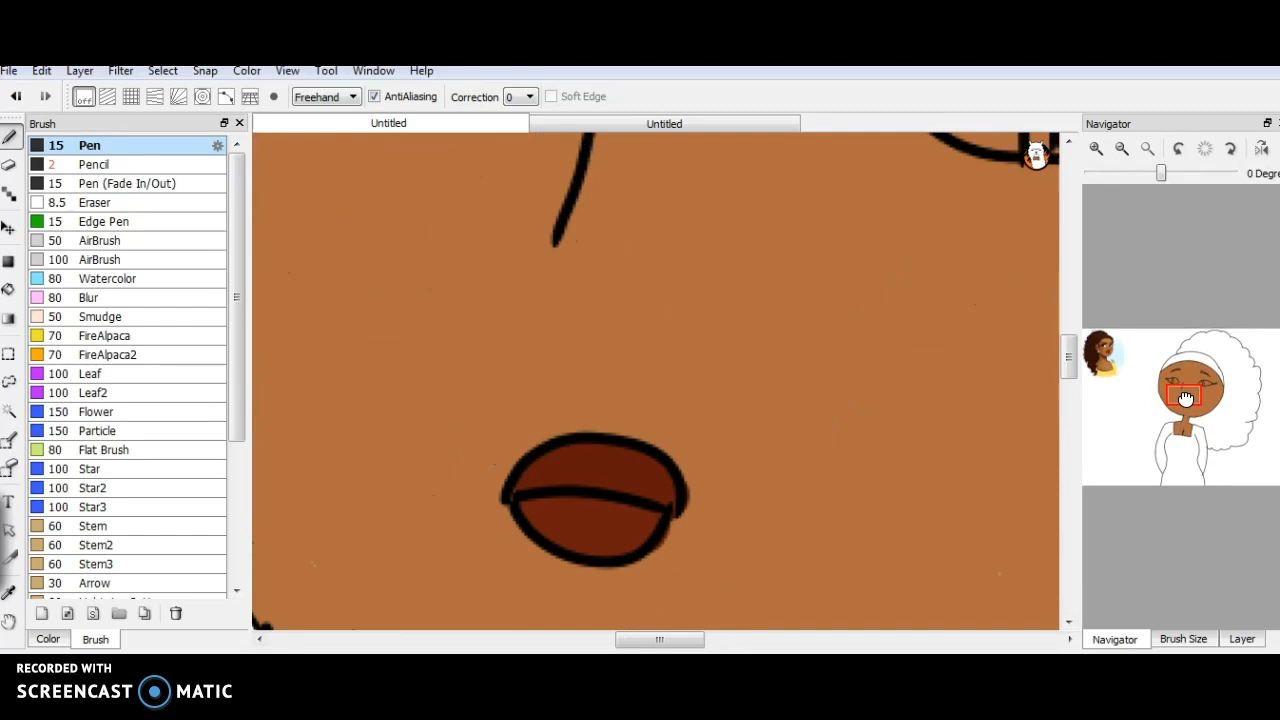 File Edit Layer Filter Select Snap Color View Tool Window Help
off Freehand AntiAliasing Correction 0 Soft Edge
Brush
Untitled
Untitled
Navigator
0 Degree
15 Pen
2 Pencil
15 Pen (Fade In/Out)
8.5 Eraser
15 Edge Pen
50 AirBrush
100 AirBrush
80 Watercolor
80 Blur
50 Smudge
70 FireAlpaca
70 FireAlpaca2
100 Leaf
100 Leaf2
150 Flower
150 Particle
80 Flat Brush
100 Star
100 Star2
100 Star3
60 Stem
60 Stem2
60 Stem3
30 Arrow
Color Brush
Navigator Brush Size Layer
RECORDED WITH
SCREENCAST MATIC